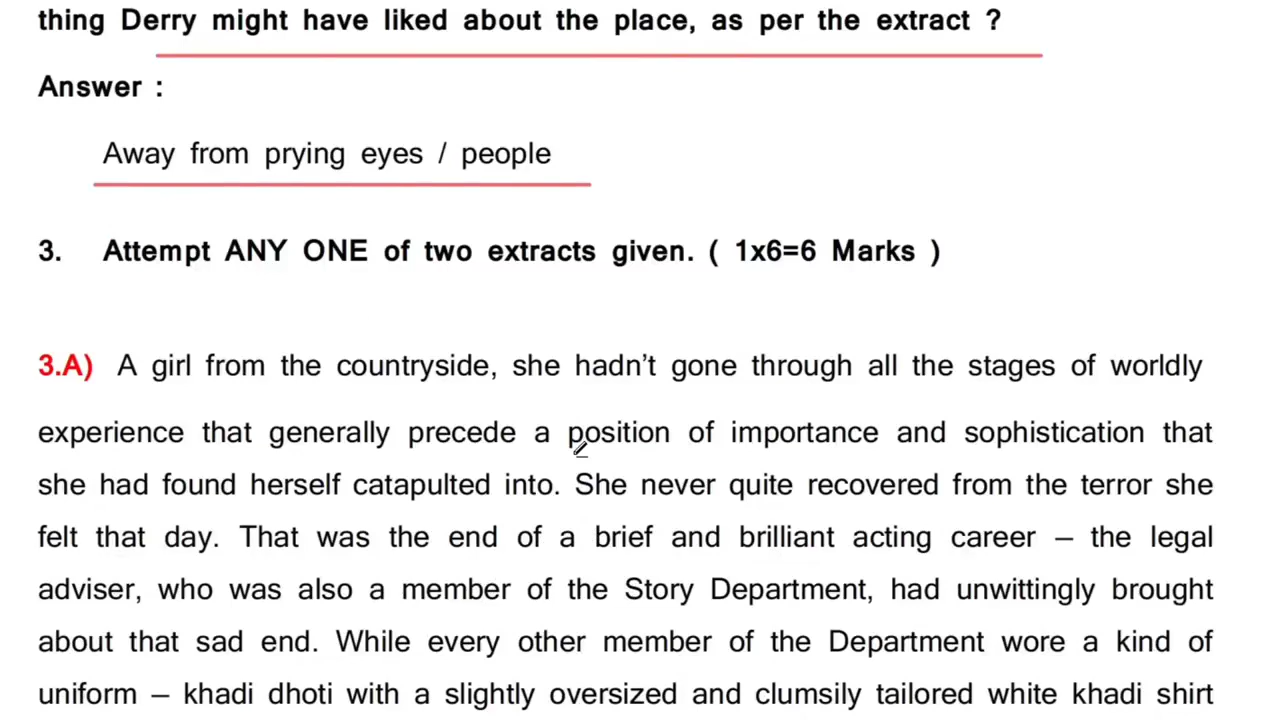 thing Derry might have liked about the place, as per the extract ?
Answer :
Away from prying eyes / people
3. Attempt ANY ONE of two extracts given. ( 1x6=6 Marks )
3.A) A girl from the countryside, she hadn't gone through all the stages of worldly
experience that generally precede a position of importance and sophistication that
she had found herself catapulted into. She never quite recovered from the terror she
felt that day. That was the end of a brief and brilliant acting career – the legal
adviser, who was also a member of the Story Department, had unwittingly brought
about that sad end. While every other member of the Department wore a kind of
uniform – khadi dhoti with a slightly oversized and clumsily tailored white khadi shirt